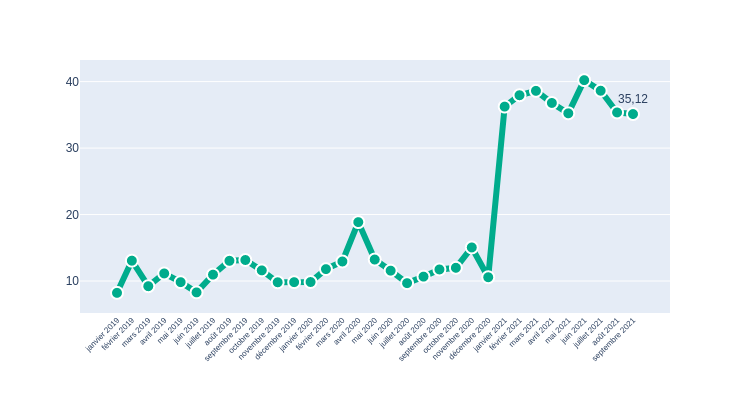 40
30
20
10
35,12
janvier 2019
février 2019
mars 2019
avril 2019
mai 2019
juin 2019
juillet 2019
août 2019
septembre 2019
octobre 2019
novembre 2019
décembre 2019
janvier 2020
février 2020
mars 2020
avril 2020
mai 2020
juin 2020
juillet 2020
août 2020
septembre 2020
octobre 2020
novembre 2020
décembre 2020
janvier 2021
février 2021
mars 2021
avril 2021
mai 2021
juin 2021
juillet 2021
août 2021
septembre 2021